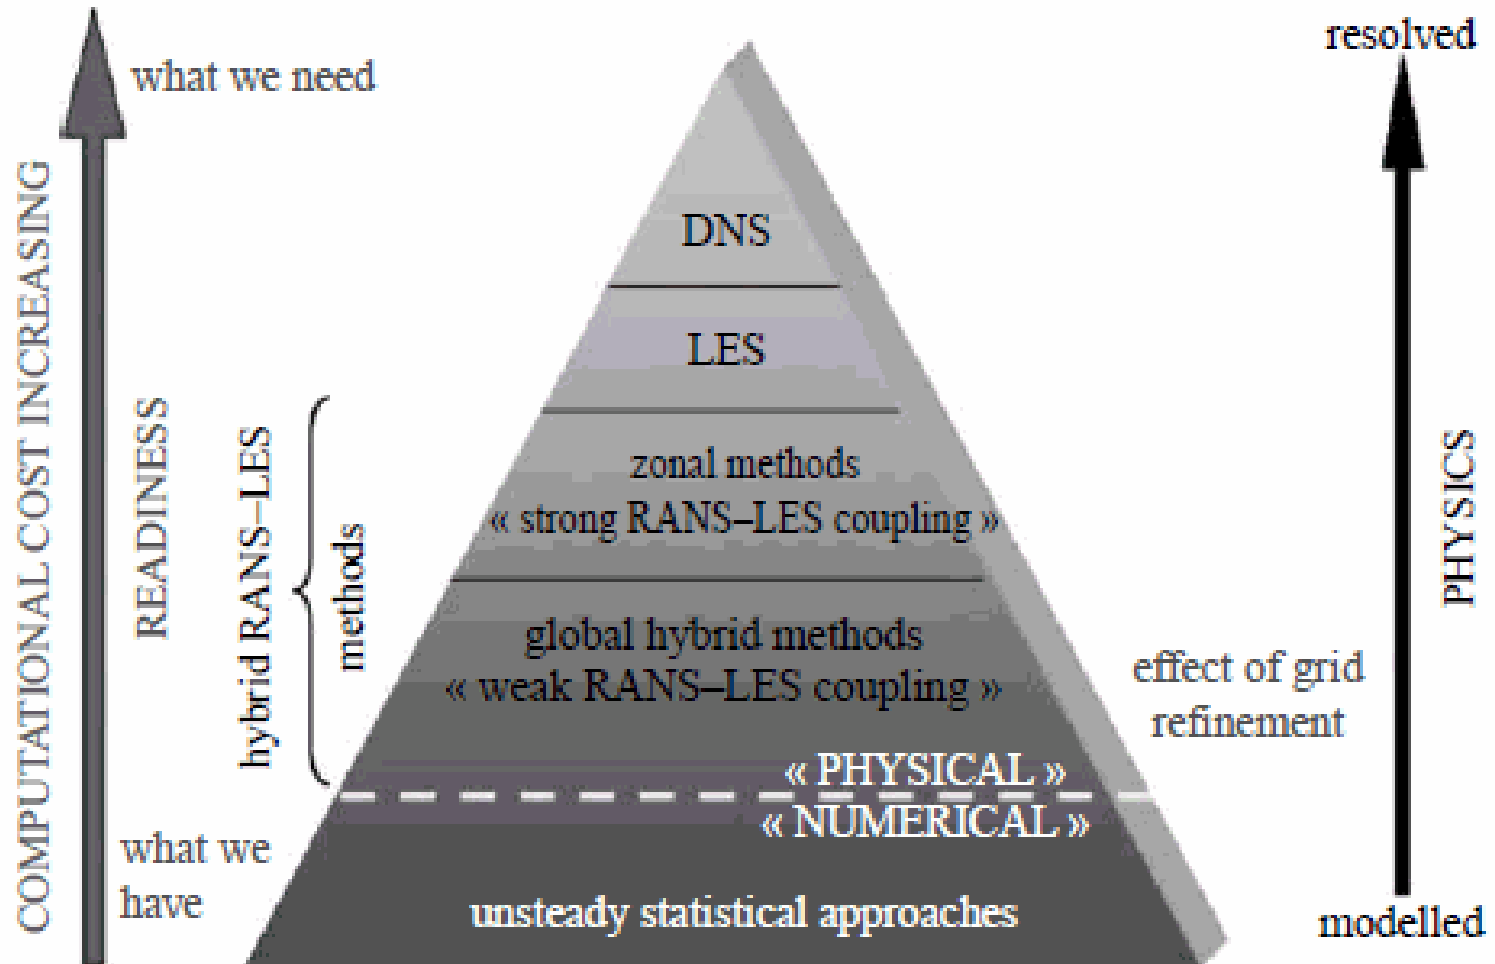 resolved
what we need
DNS
LES
zonal methods
« strong RANS–LES coupling »
global hybrid methods
« weak RANS–LES coupling »
« PHYSICAL »
« NUMERICAL »
unsteady statistical approaches
COMPUTATIONAL COST INCREASING
READINESS
hybrid RANS–LES
methods
what we
have
effect of grid
refinement
PHYSICS
modelled